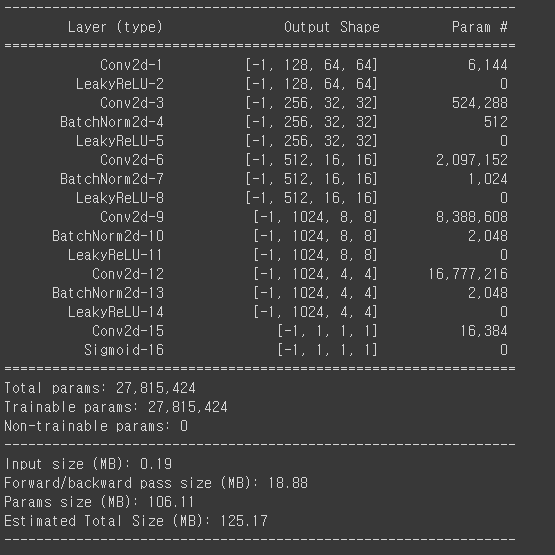 ----------------------------------------------------------------
        Layer (type)               Output Shape         Param #
================================================================
            Conv2d-1          [-1, 128, 64, 64]           6,144
         LeakyReLU-2          [-1, 128, 64, 64]               0
            Conv2d-3          [-1, 256, 32, 32]         524,288
       BatchNorm2d-4          [-1, 256, 32, 32]             512
         LeakyReLU-5          [-1, 256, 32, 32]               0
            Conv2d-6          [-1, 512, 16, 16]       2,097,152
       BatchNorm2d-7          [-1, 512, 16, 16]           1,024
         LeakyReLU-8          [-1, 512, 16, 16]               0
            Conv2d-9           [-1, 1024, 8, 8]       8,388,608
      BatchNorm2d-10           [-1, 1024, 8, 8]           2,048
        LeakyReLU-11           [-1, 1024, 8, 8]               0
           Conv2d-12           [-1, 1024, 4, 4]      16,777,216
      BatchNorm2d-13           [-1, 1024, 4, 4]           2,048
        LeakyReLU-14           [-1, 1024, 4, 4]               0
           Conv2d-15              [-1, 1, 1, 1]          16,384
          Sigmoid-16              [-1, 1, 1, 1]               0
================================================================
Total params: 27,815,424
Trainable params: 27,815,424
Non-trainable params: 0
----------------------------------------------------------------
Input size (MB): 0.19
Forward/backward pass size (MB): 18.88
Params size (MB): 106.11
Estimated Total Size (MB): 125.17
----------------------------------------------------------------